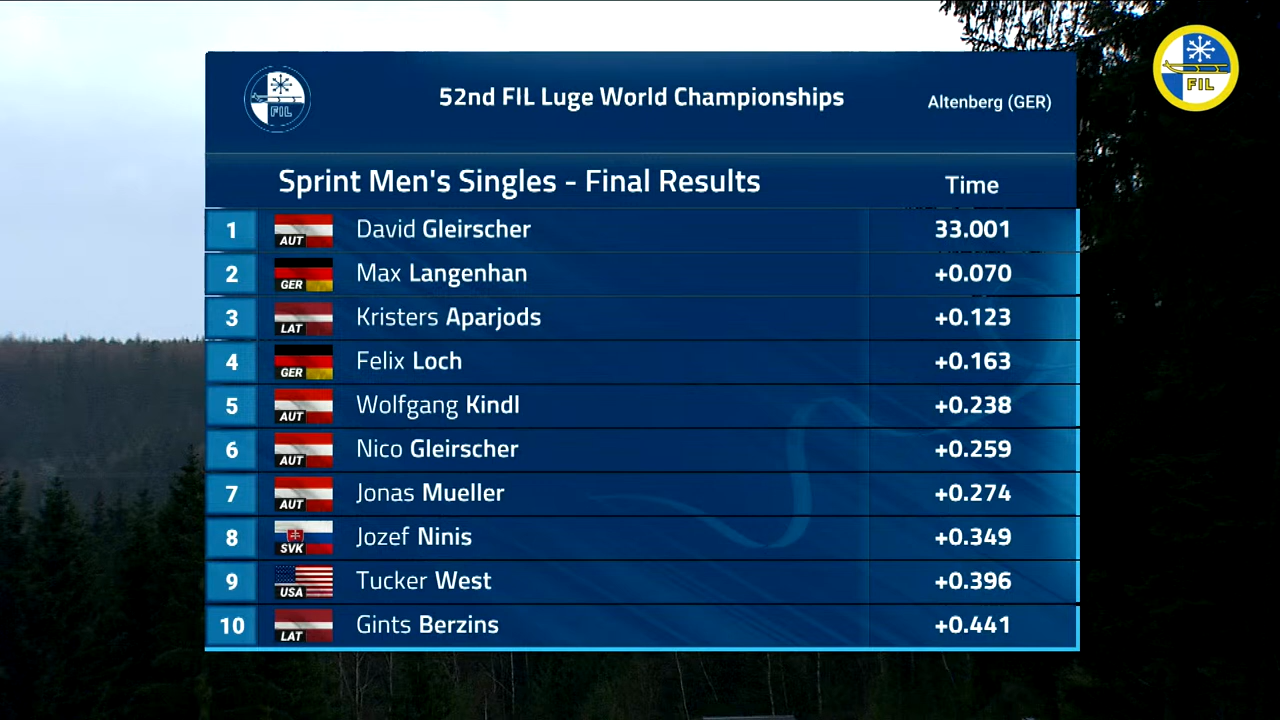 FIL
52nd FIL Luge World Championships
Altenberg (GER)
FIL
Sprint Men's Singles - Final Results
Time
1 AUT David Gleirscher 33.001
2 GER Max Langenhan +0.070
3 LAT Kristers Aparjods +0.123
4 GER Felix Loch +0.163
5 AUT Wolfgang Kindl +0.238
6 AUT Nico Gleirscher +0.259
7 AUT Jonas Mueller +0.274
8 SVK Jozef Ninis +0.349
9 USA Tucker West +0.396
10 LAT Gints Berzins +0.441